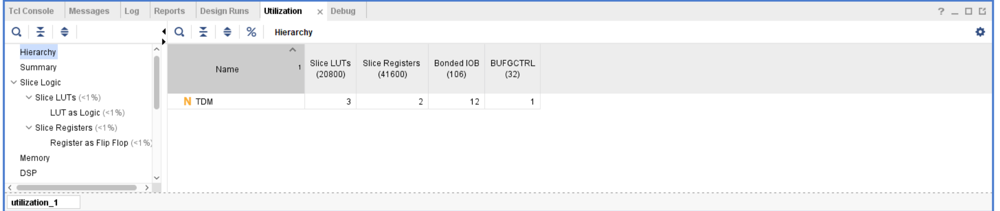 Tcl Console Messages Log Reports Design Runs Utilization × Debug ?
% Hierarchy
Hierarchy
Summary
Slice Logic
Slice LUTs (<1%)
LUT as Logic (<1%)
Slice Registers (<1%)
Register as Flip Flop (<1%)
Memory
DSP
Name 1 Slice LUTs (20800) Slice Registers (41600) Bonded IOB (106) BUFGCTRL (32)
N TDM 3 2 12 1
utilization_1